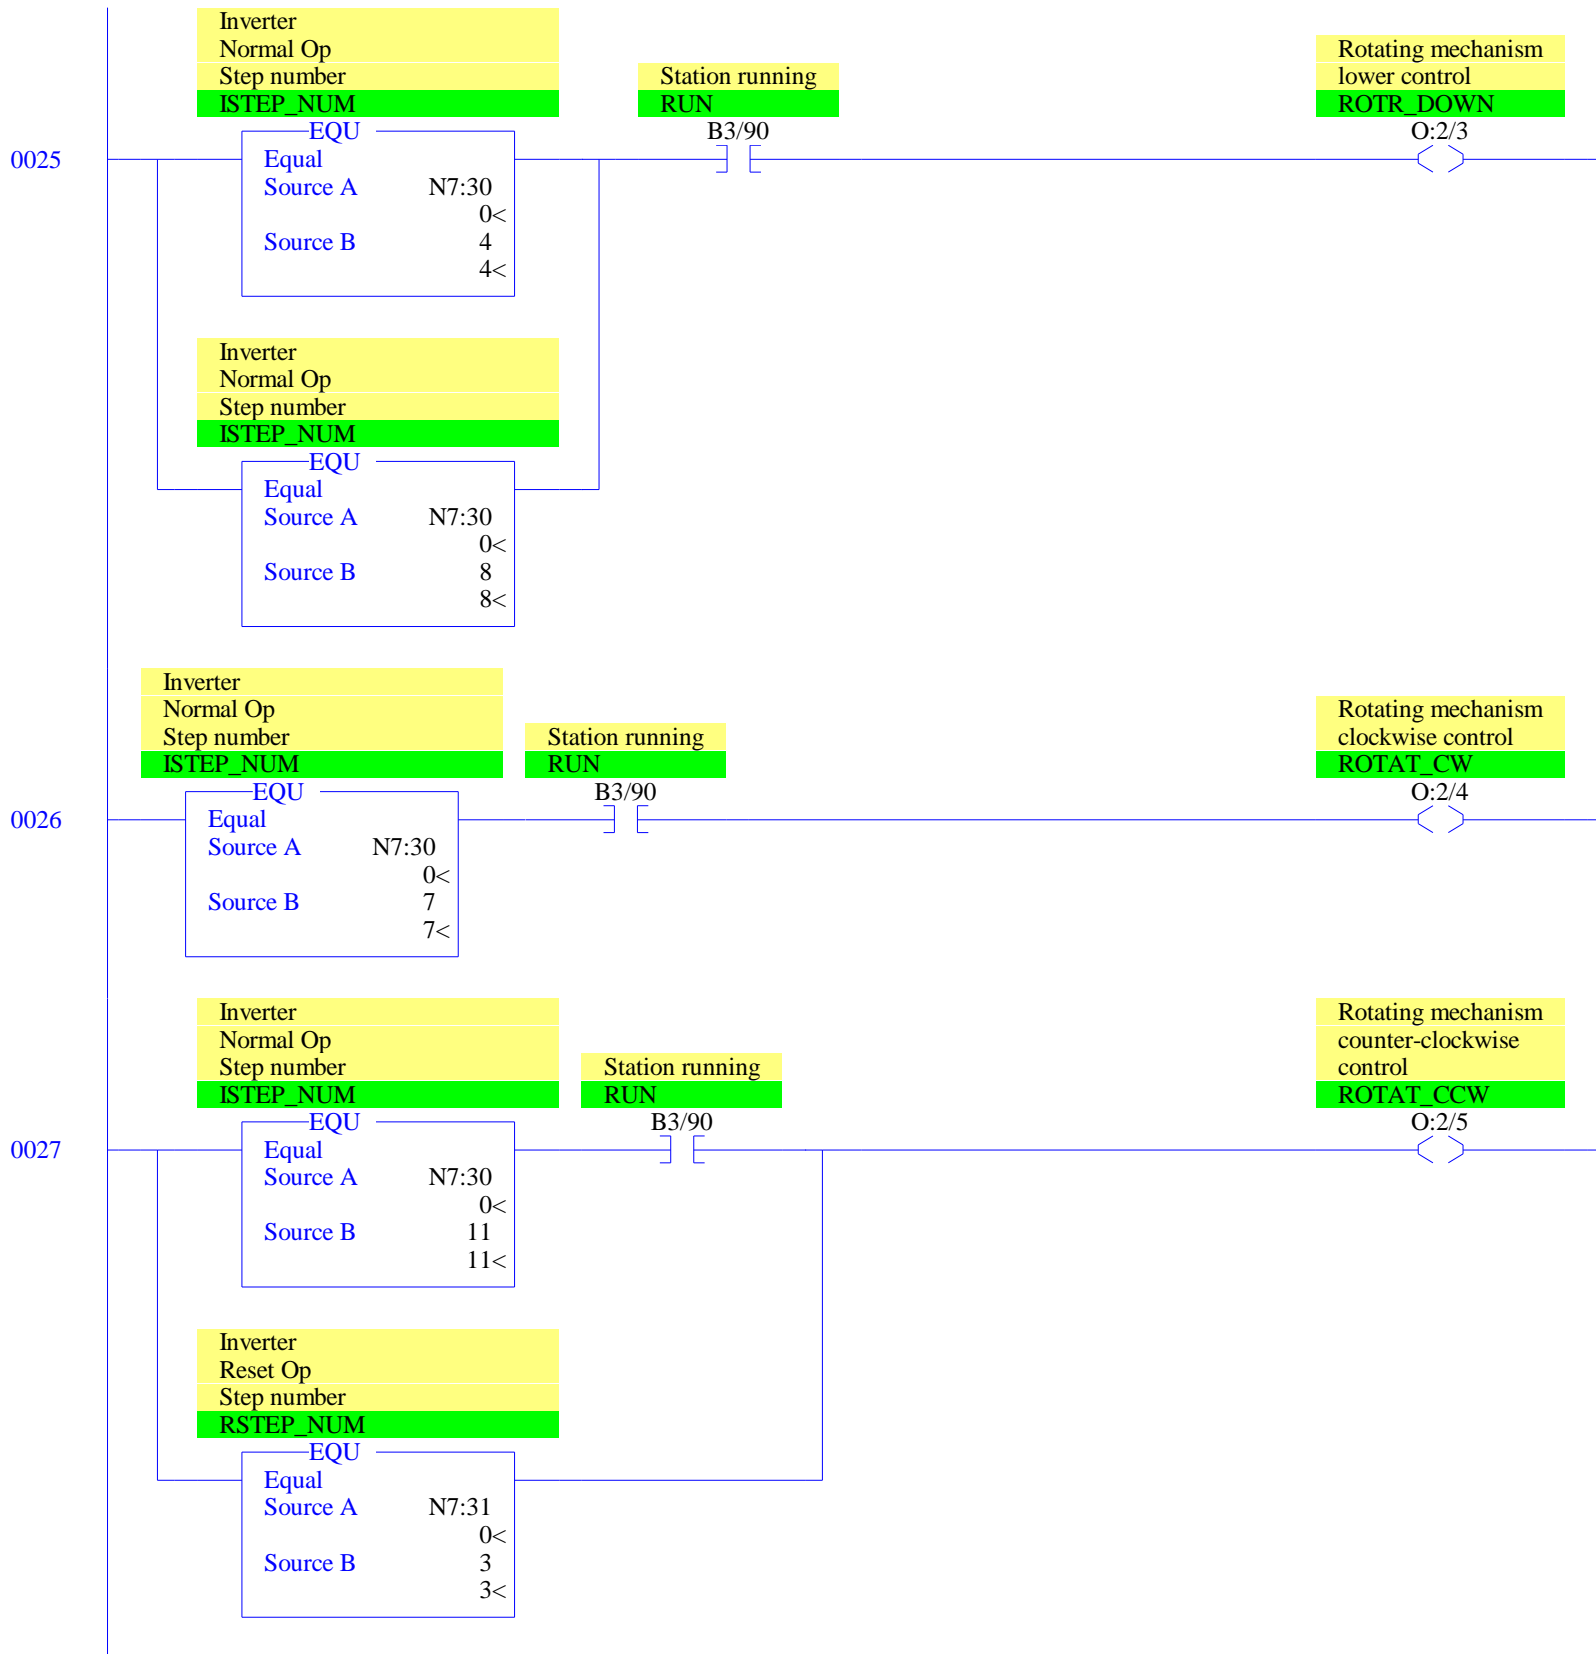 Inverter
Normal Op
Step number
ISTEP_NUM
Station running
RUN
Rotating mechanism
lower control
ROTR_DOWN
EQU
B3/90
O:2/3
0025
Equal
Source A N7:30
0<
Source B 4
4<
Inverter
Normal Op
Step number
ISTEP_NUM
EQU
Equal
Source A N7:30
0<
Source B 8
8<
Inverter
Normal Op
Step number
ISTEP_NUM
Station running
RUN
Rotating mechanism
clockwise control
ROTAT_CW
EQU
B3/90
O:2/4
0026
Equal
Source A N7:30
0<
Source B 7
7<
Inverter
Normal Op
Step number
ISTEP_NUM
Station running
RUN
Rotating mechanism
counter-clockwise
control
ROTAT_CCW
EQU
B3/90
O:2/5
0027
Equal
Source A N7:30
0<
Source B 11
11<
Inverter
Reset Op
Step number
RSTEP_NUM
EQU
Equal
Source A N7:31
0<
Source B 3
3<